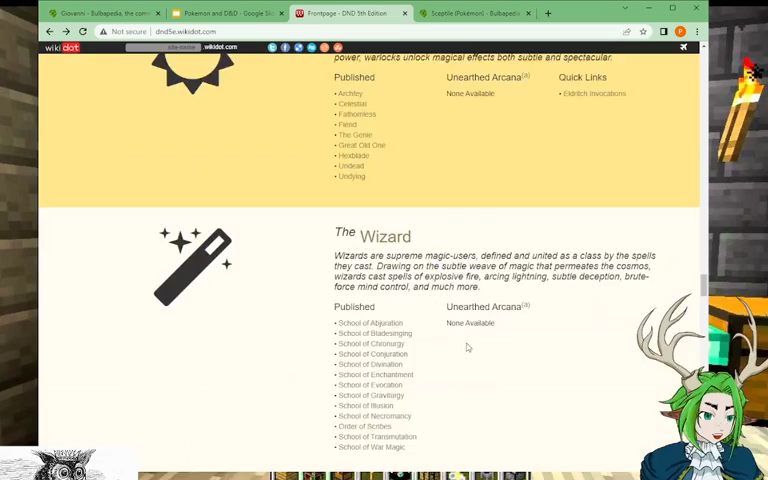 Giovanni - Bulbapedia, the com
Pokemon and D&D - Google Slid
Frontpage - DND 5th Edition
Sceptile (Pokémon) - Bulbapedia
Not secure | dnd5e.wikidot.com
wikidot
site-name .wikidot.com
power, warlocks unlock magical effects both subtle and spectacular.
Published
Unearthed Arcana(a)
Quick Links
• Archfey
• Celestial
• Fathomless
• Fiend
• The Genie
• Great Old One
• Hexblade
• Undead
• Undying
None Available
• Eldritch Invocations
The Wizard
Wizards are supreme magic-users, defined and united as a class by the spells
they cast. Drawing on the subtle weave of magic that permeates the cosmos,
wizards cast spells of explosive fire, arcing lightning, subtle deception, brute-
force mind control, and much more.
Published
Unearthed Arcana(a)
• School of Abjuration
• School of Bladesinging
• School of Chronurgy
• School of Conjuration
• School of Divination
• School of Enchantment
• School of Evocation
• School of Graviturgy
• School of Illusion
• School of Necromancy
• Order of Scribes
• School of Transmutation
• School of War Magic
None Available